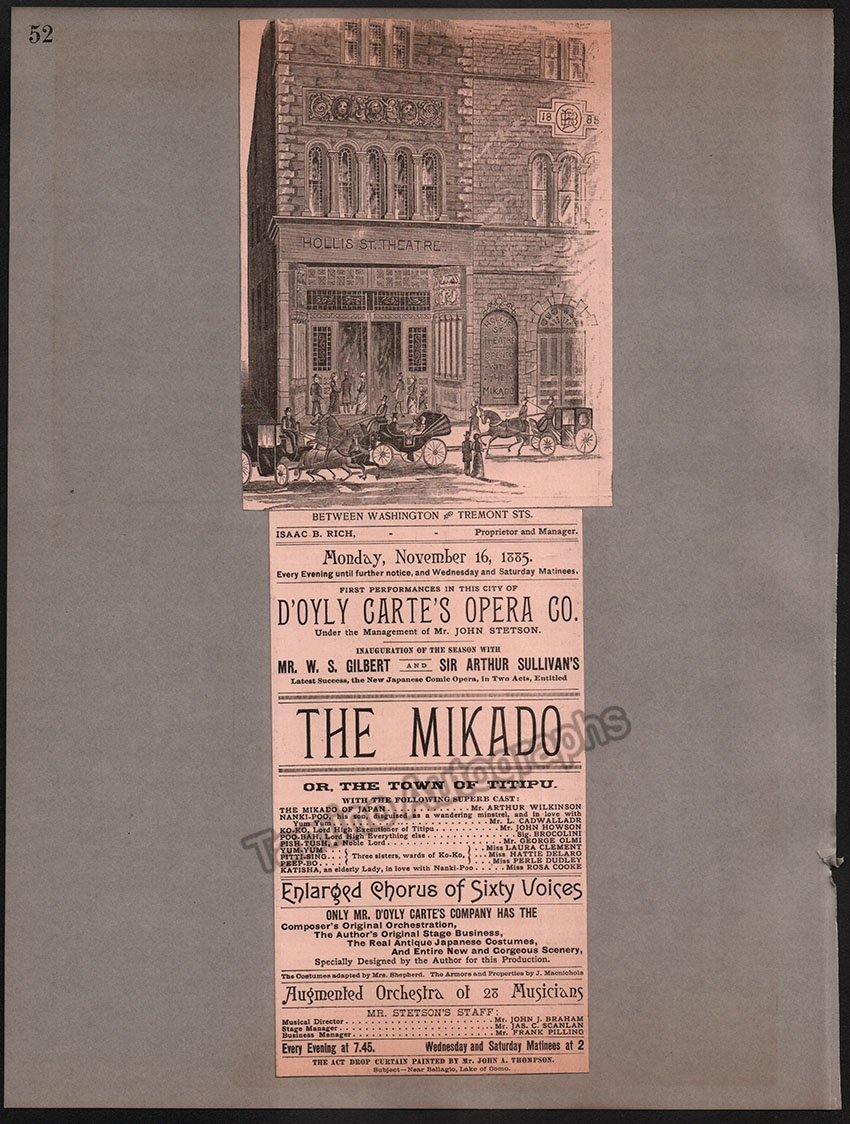 52
18 85
HOLLIS ST. THEATRE.
HOLLIS
ST.
THEATRE
THE
MIKADO
BETWEEN WASHINGTON AND TREMONT STS.
ISAAC B. RICH, - - Proprietor and Manager.
Monday, November 16, 1885.
Every Evening until further notice, and Wednesday and Saturday Matinees.
FIRST PERFORMANCES IN THIS CITY OF
D'OYLY CARTE'S OPERA CO.
Under the Management of Mr. JOHN STETSON.
INAUGURATION OF THE SEASON WITH
MR. W. S. GILBERT AND SIR ARTHUR SULLIVAN'S
Latest Success, the New Japanese Comic Opera, in Two Acts, Entitled
THE MIKADO
OR, THE TOWN OF TITIPU.
WITH THE FOLLOWING SUPERB CAST:
THE MIKADO OF JAPAN . . . . . Mr. ARTHUR WILKINSON
NANKI-POO, his son, disguised as a wandering minstrel, and in love with
Yum Yum . . . . . Mr. L. CADWALLADR
KO-KO, Lord High Executioner of Titipu . . . . . Mr. JOHN HOWSON
POO-BAH, Lord High Everything else . . . . . Sig. BROCOLINI
PISH-TUSH, a Noble Lord . . . . . Mr. GEORGE OLMI
YUM-YUM . . . . . Miss LAURA CLEMENT
PITTI-SING . . . { Three sisters, wards of Ko-Ko, } . . Miss HATTIE DELARO
PEEP-BO . . . . . Miss PERLE DUDLEY
KATISHA, an elderly Lady, in love with Nanki-Poo . . . . . Miss ROSA COOKE
Enlarged Chorus of Sixty Voices
ONLY MR. D'OYLY CARTE'S COMPANY HAS THE
Composer's Original Orchestration,
The Author's Original Stage Business,
The Real Antique Japanese Costumes,
And Entire New and Gorgeous Scenery,
Specially Designed by the Author for this Production.
The Costumes adapted by Mrs. Shepherd. The Armors and Properties by J. Macnichols
Augmented Orchestra of 28 Musicians
MR. STETSON'S STAFF:
Musical Director . . . . . Mr. JOHN J. BRAHAM
Stage Manager . . . . . Mr. JAS. C. SCANLAN
Business Manager . . . . . Mr. FRANK PILLING
Every Evening at 7.45. Wednesday and Saturday Matinees at 2
THE ACT DROP CURTAIN PAINTED BY Mr. JOHN A. THOMPSON.
Subject—Near Bellagio, Lake of Como.
Tamino Autographs